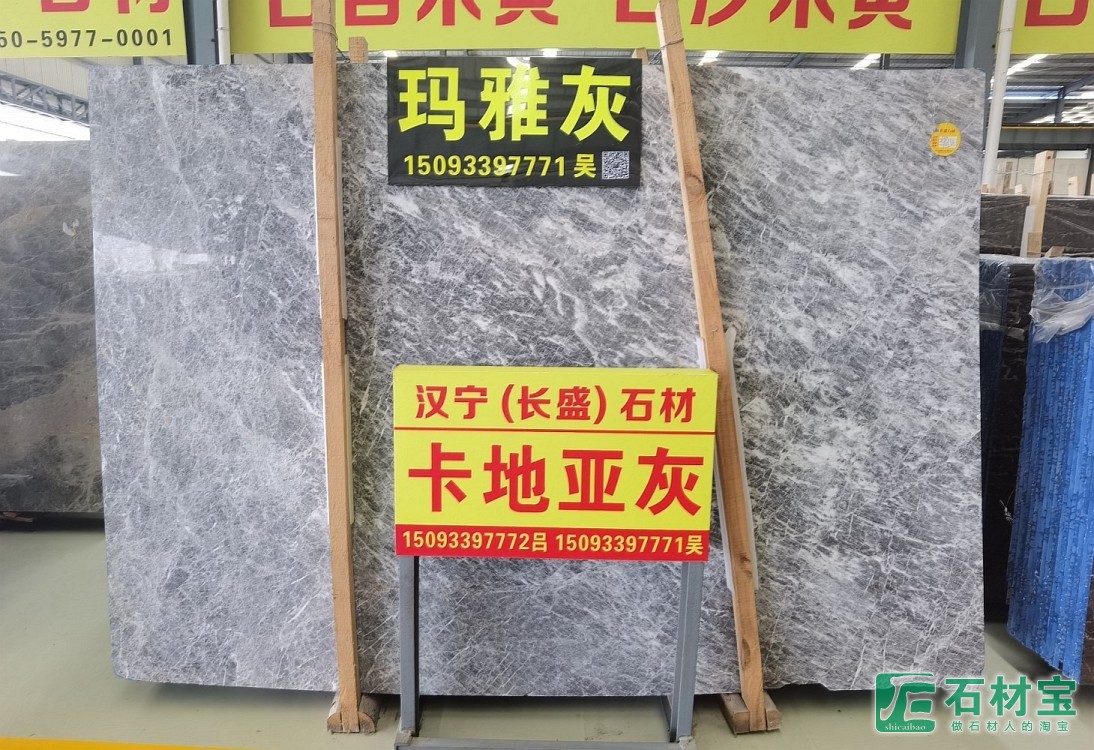 50-5977-0001
玛雅灰
15093397771 吴
汉宁(长盛)石材
卡地亚灰
15093397772吕 15093397771吴
石材宝
shicaibao
做石材人的淘宝